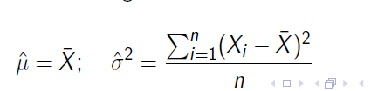 μ̂ = X̄;  σ̂² = ∑ⁿᵢ₌₁(Xᵢ − X̄)² / n